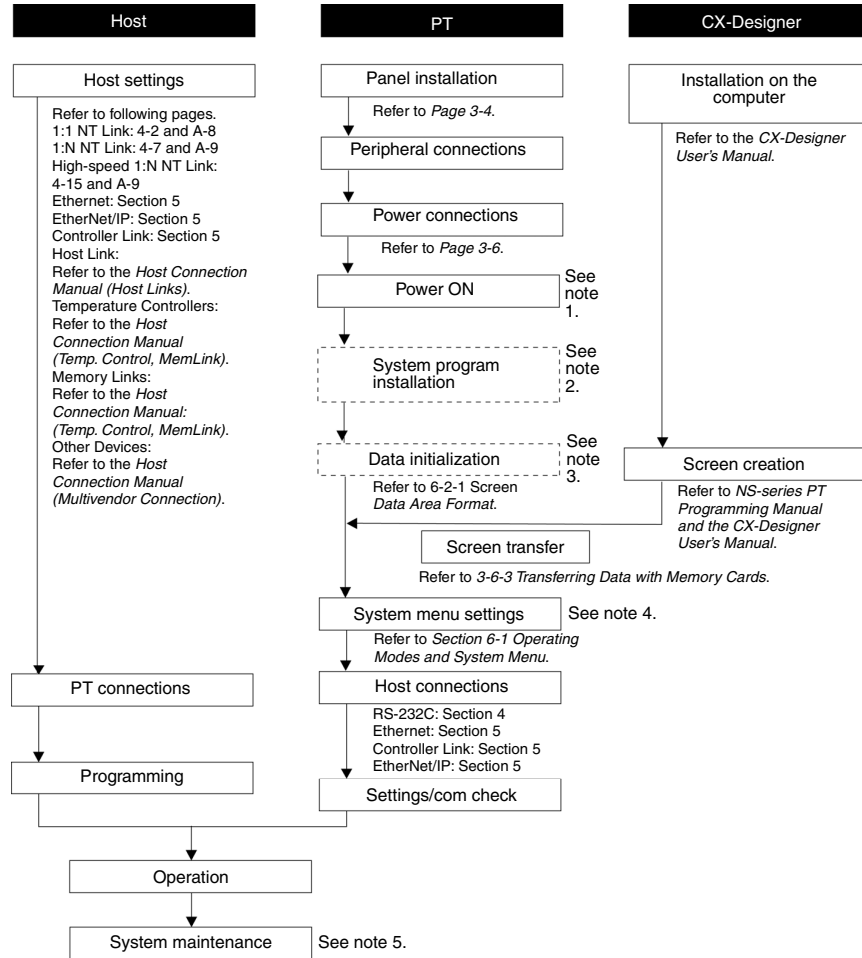 Host
PT
CX-Designer
Host settings
Refer to following pages.
1:1 NT Link: 4-2 and A-8
1:N NT Link: 4-7 and A-9
High-speed 1:N NT Link:
4-15 and A-9
Ethernet: Section 5
EtherNet/IP: Section 5
Controller Link: Section 5
Host Link:
Refer to the Host Connection
Manual (Host Links).
Temperature Controllers:
Refer to the Host
Connection Manual
(Temp. Control, MemLink).
Memory Links:
Refer to the Host
Connection Manual:
(Temp. Control, MemLink).
Other Devices:
Refer to the Host
Connection Manual
(Multivendor Connection).
PT connections
Programming
Panel installation
Refer to Page 3-4.
Peripheral connections
Power connections
Refer to Page 3-6.
Power ON
See
note
1.
System program
installation
See
note
2.
Data initialization
See
note
3.
Refer to 6-2-1 Screen
Data Area Format.
Installation on the
computer
Refer to the CX-Designer
User's Manual.
Screen creation
Refer to NS-series PT
Programming Manual
and the CX-Designer
User's Manual.
Screen transfer
Refer to 3-6-3 Transferring Data with Memory Cards.
System menu settings
See note 4.
Refer to Section 6-1 Operating
Modes and System Menu.
Host connections
RS-232C: Section 4
Ethernet: Section 5
Controller Link: Section 5
EtherNet/IP: Section 5
Settings/com check
Operation
System maintenance
See note 5.